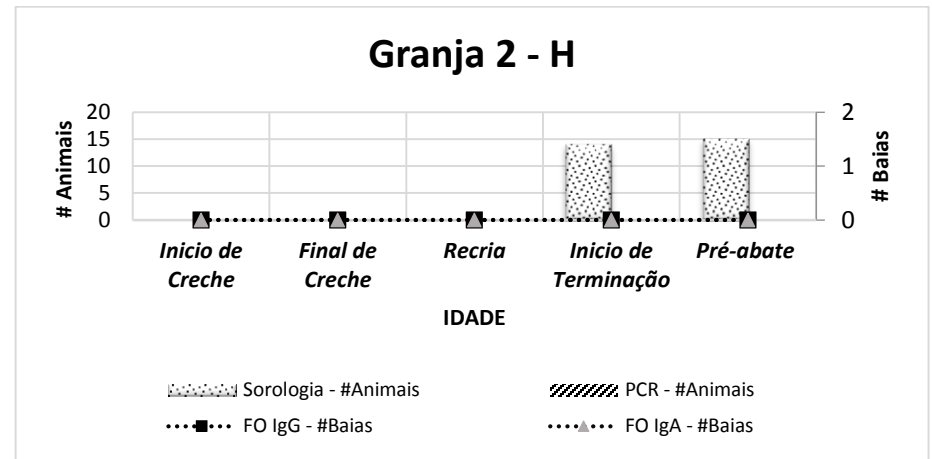 Granja 2 - H
# Animais
20
15
10
5
0
2
1
0
# Baias
Inicio de Creche
Final de Creche
Recria
Inicio de Terminação
Pré-abate
IDADE
Sorologia - #Animais
PCR - #Animais
FO IgG - #Baias
FO IgA - #Baias